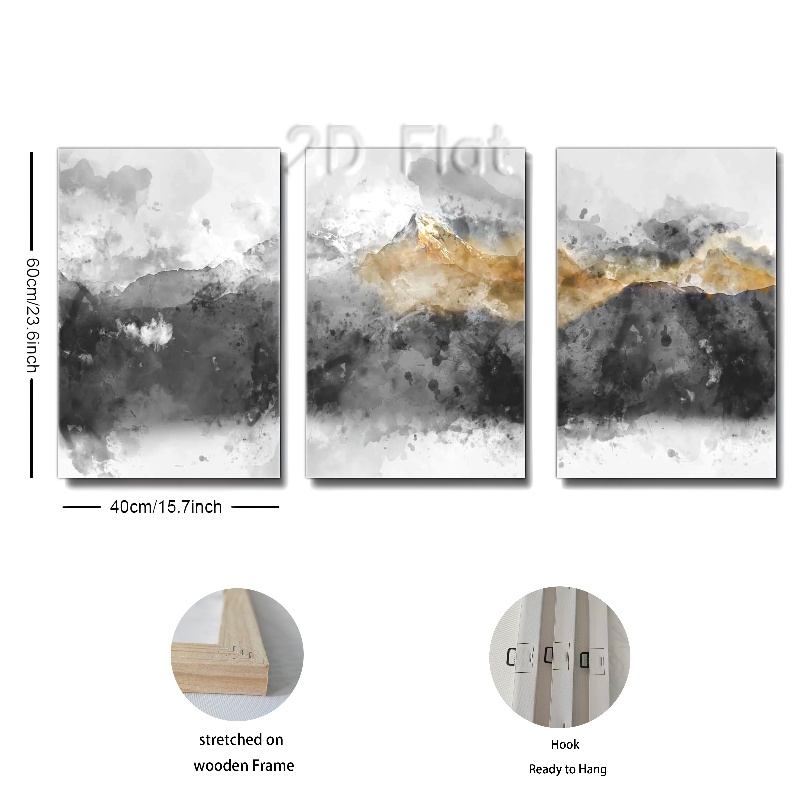 2D Flat
60cm/23.6inch
40cm/15.7inch
stretched on
wooden Frame
Hook
Ready to Hang